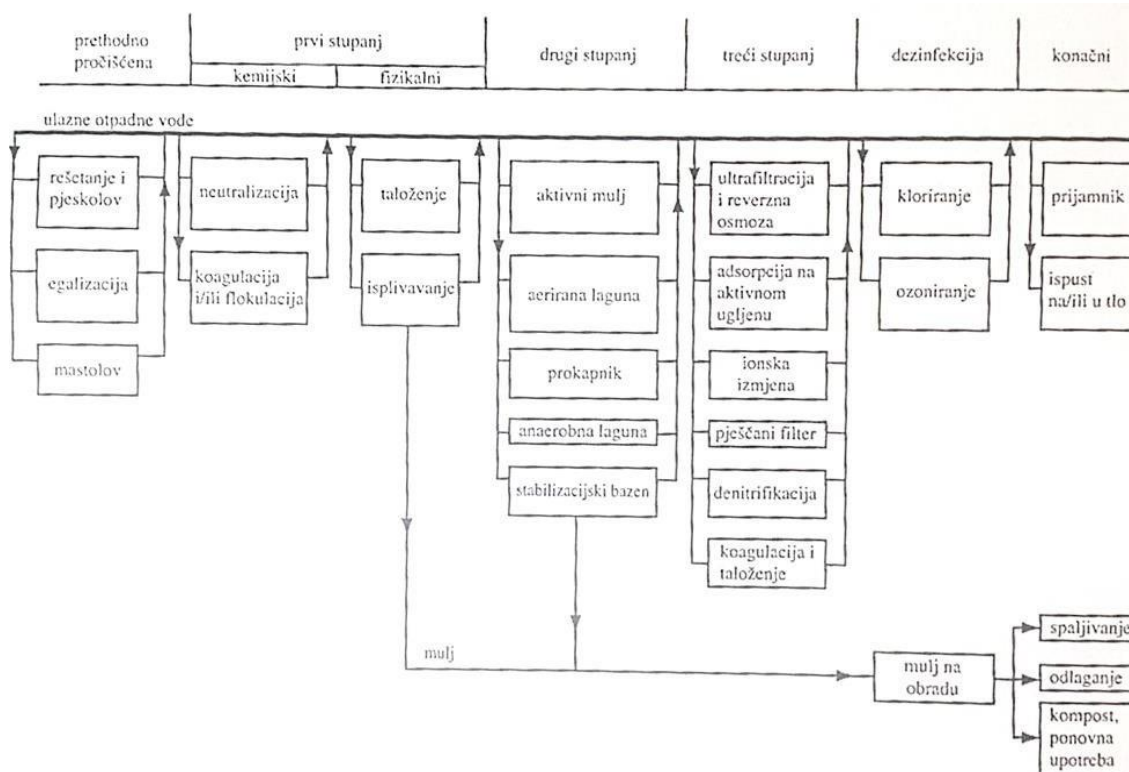 prethodno
pročišćena
prvi stupanj
kemijski
fizikalni
drugi stupanj
treći stupanj
dezinfekcija
konačni
ulazne otpadne vode
rešetanje i
pjeskolov
egalizacija
mastolov
neutralizacija
koagulacija
i/ili flokulacija
taloženje
isplivavanje
aktivni mulj
aerirana laguna
prokapnik
anaerobna laguna
stabilizacijski bazen
ultrafiltracija
i reverzna
osmoza
adsorpcija na
aktivnom
ugljenu
ionska
izmjena
pješčani filter
denitrifikacija
koagulacija i
taloženje
kloriranje
ozoniranje
prijamnik
ispust
na/ili u tlo
mulj
mulj na
obradu
spaljivanje
odlaganje
kompost,
ponovna
upotreba